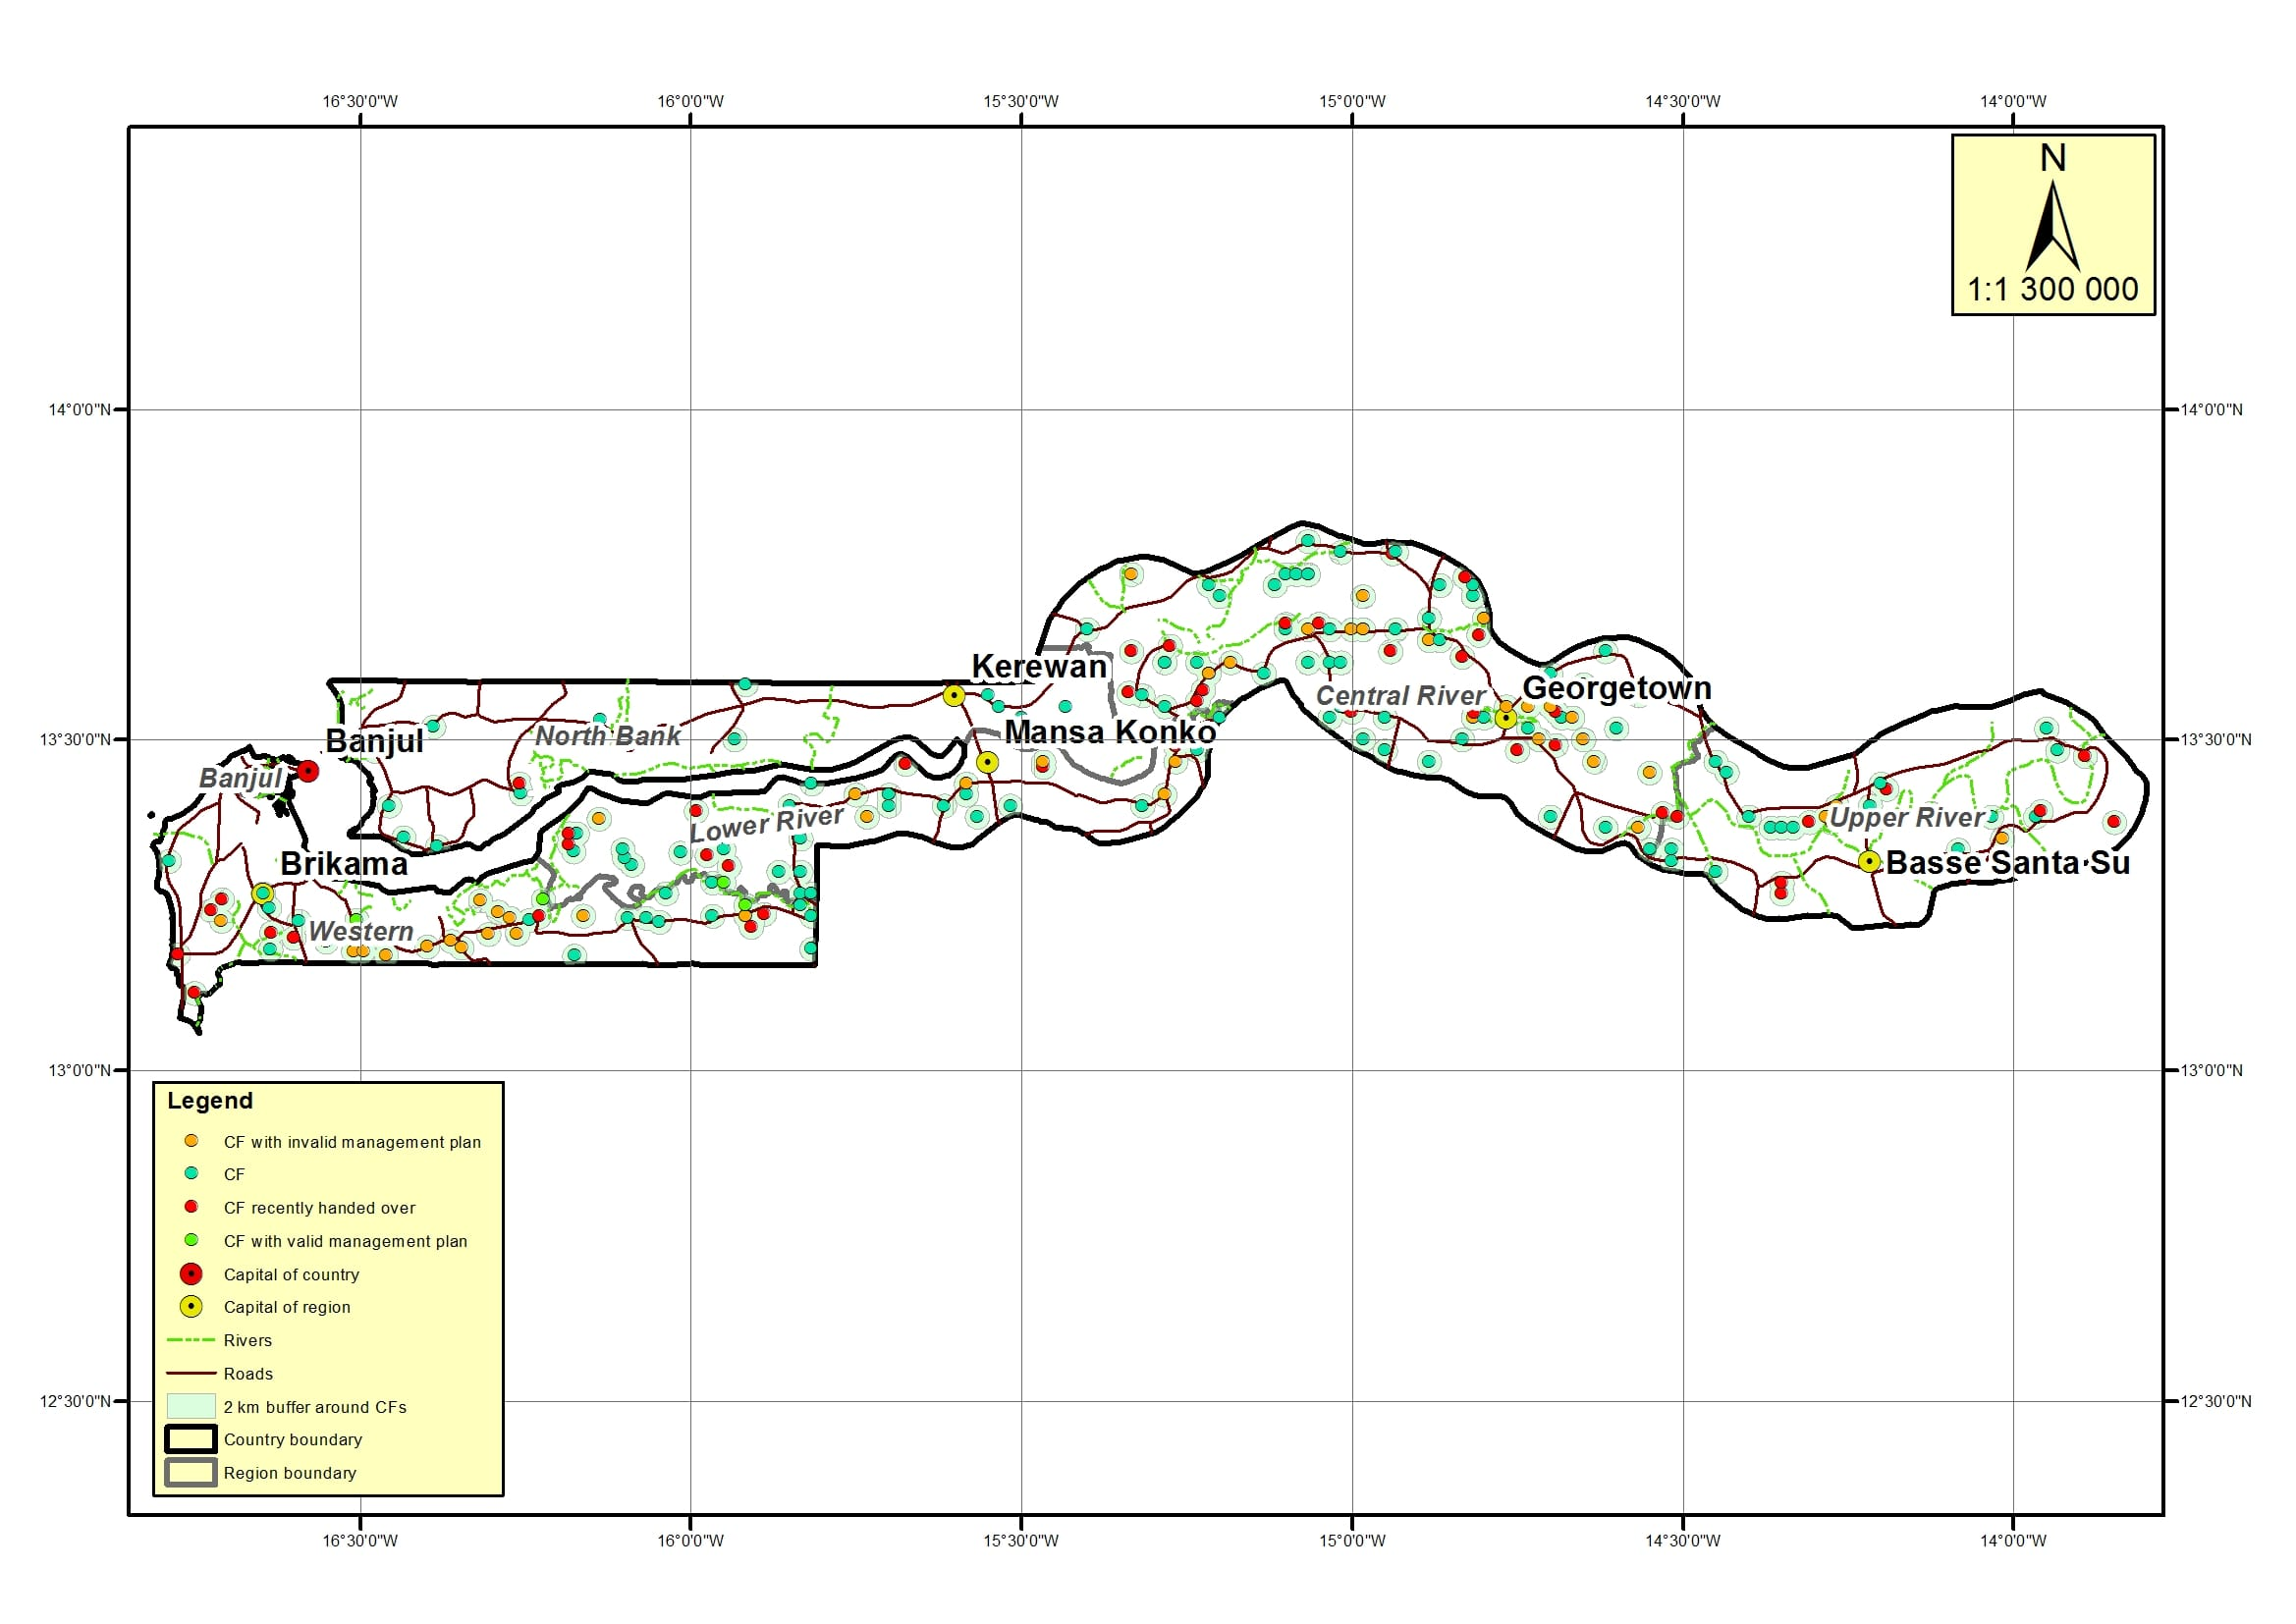 16°30'0"W 16°0'0"W 15°30'0"W 15°0'0"W 14°30'0"W 14°0'0"W
N
1:1 300 000
14°0'0"N 14°0'0"N
Kerewan
Central River Georgetown
Mansa Konko
North Bank
Banjul
13°30'0"N 13°30'0"N
Banjul
Lower River
Upper River
Brikama
Basse Santa Su
Western
13°0'0"N 13°0'0"N
Legend
CF with invalid management plan
CF
CF recently handed over
CF with valid management plan
Capital of country
Capital of region
Rivers
Roads
12°30'0"N 12°30'0"N
2 km buffer around CFs
Country boundary
Region boundary
16°30'0"W 16°0'0"W 15°30'0"W 15°0'0"W 14°30'0"W 14°0'0"W